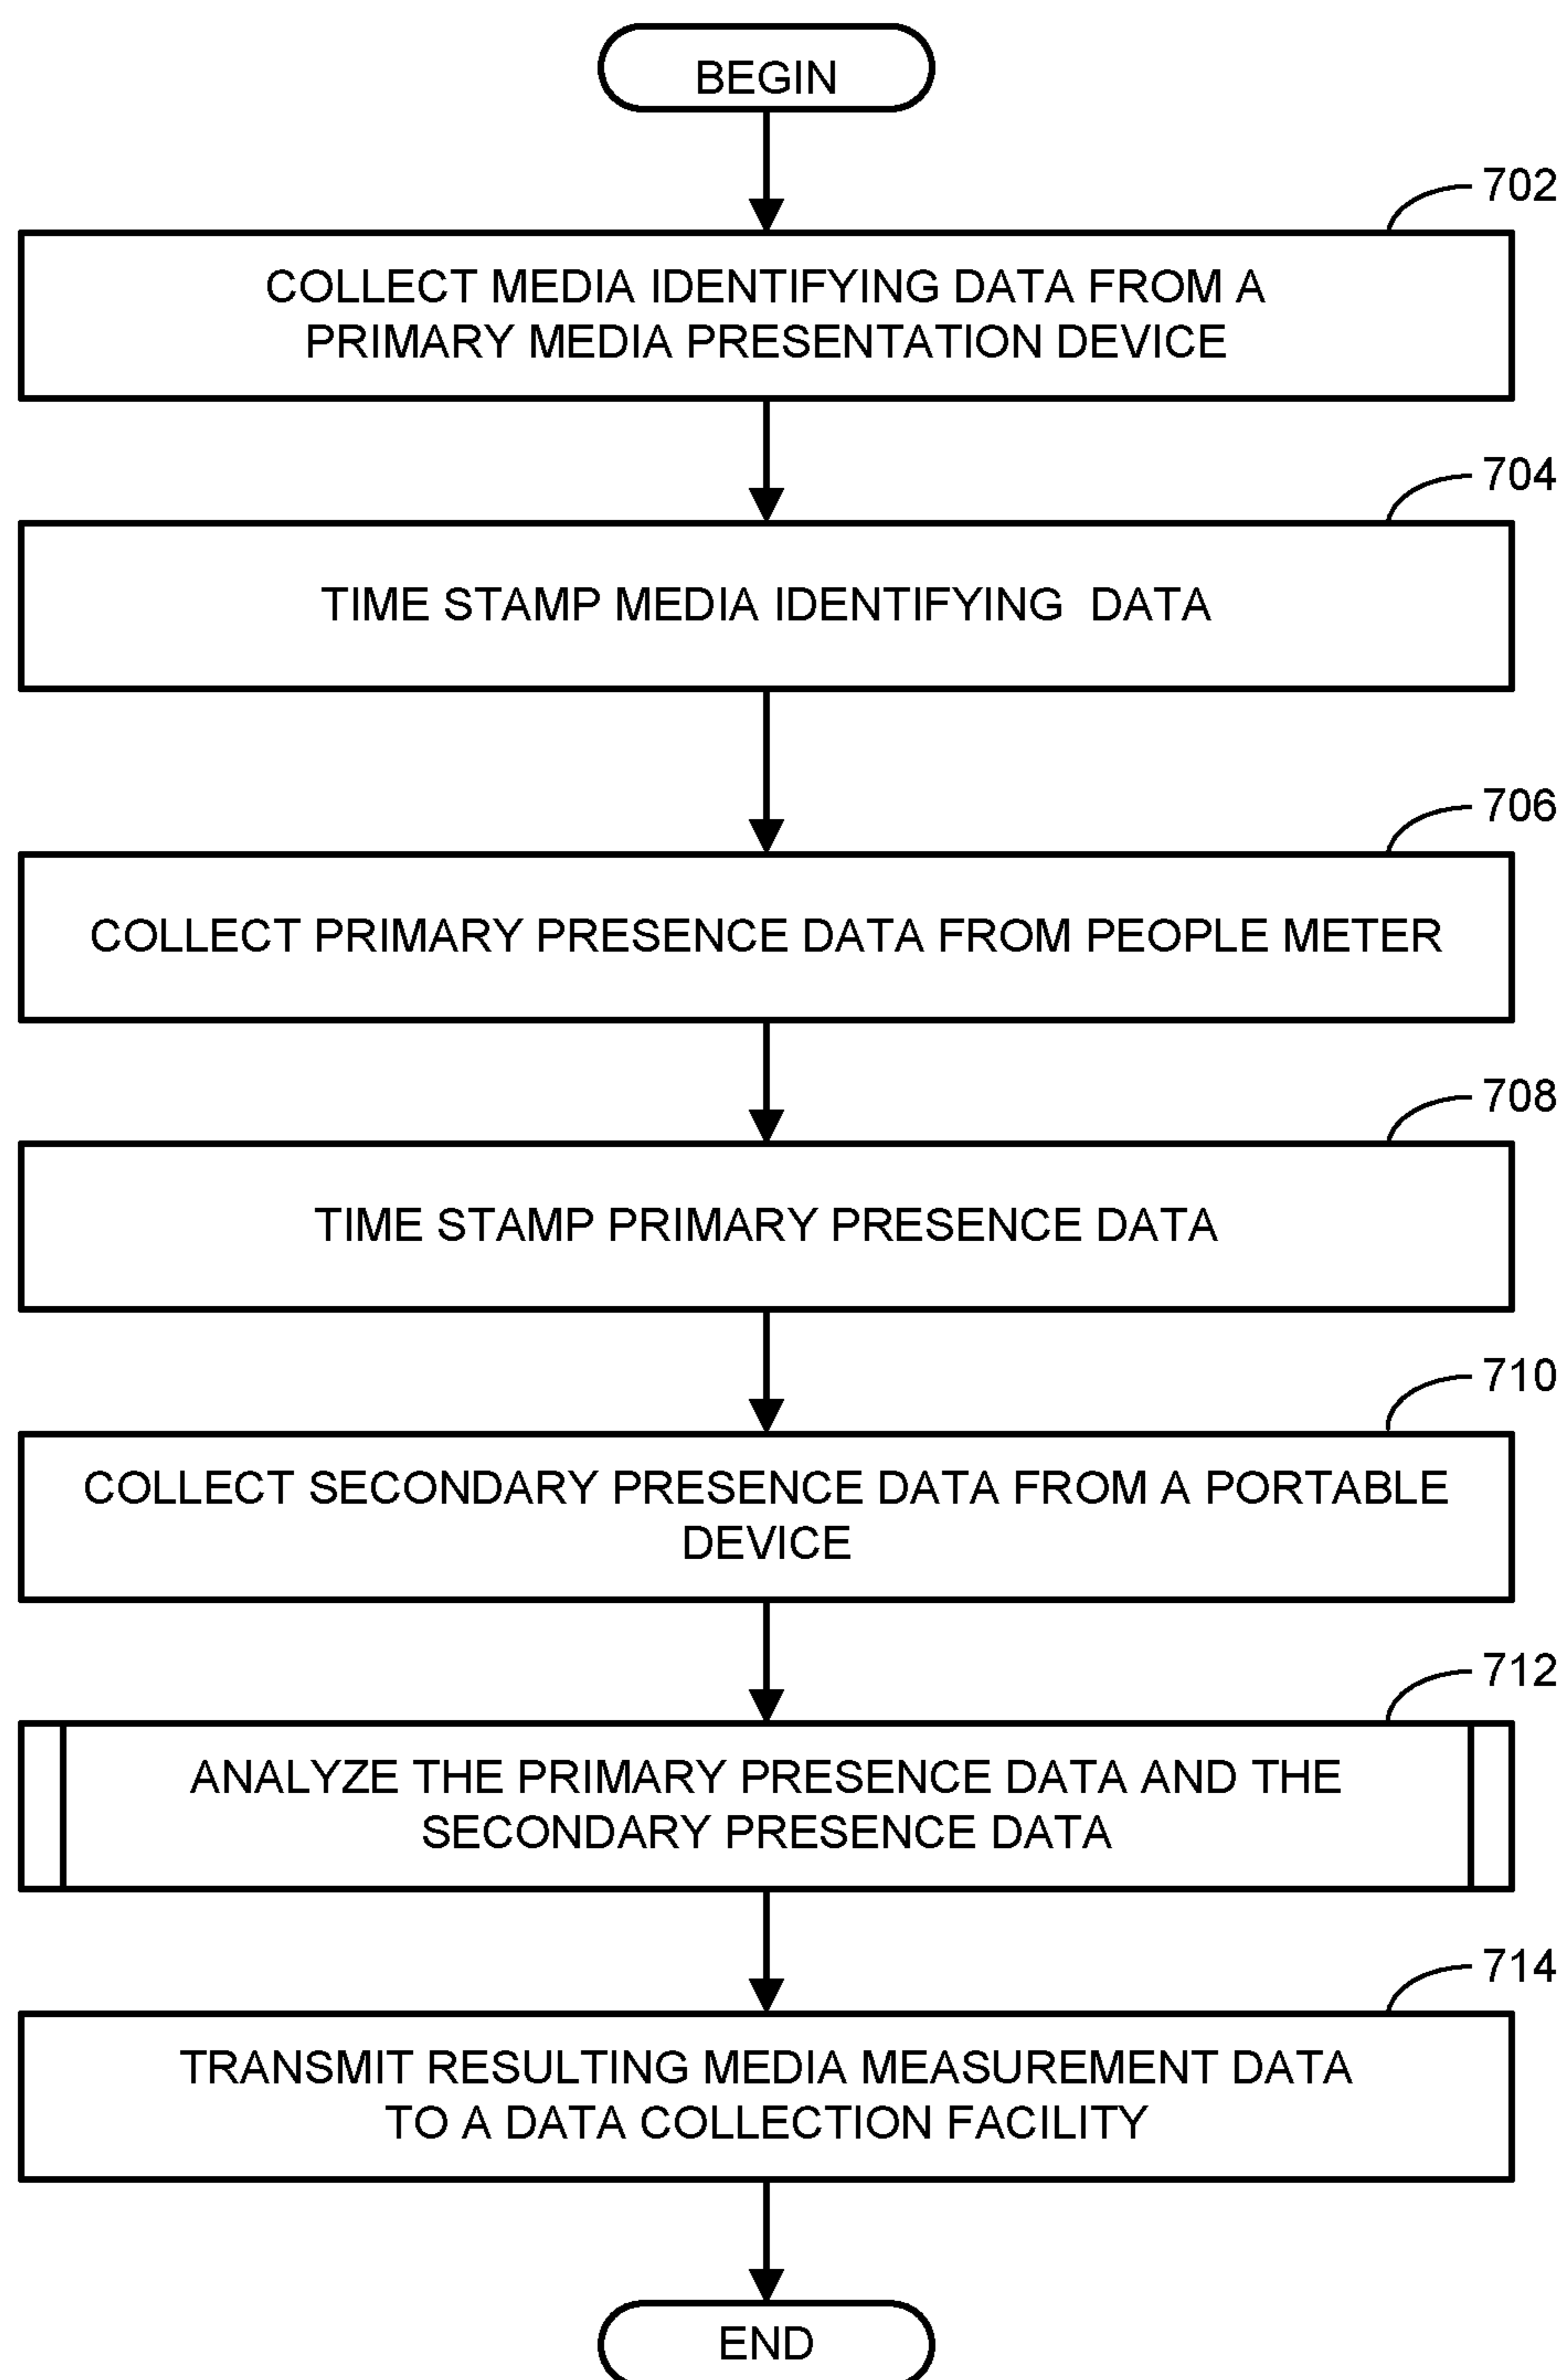 BEGIN
702
COLLECT MEDIA IDENTIFYING DATA FROM A
PRIMARY MEDIA PRESENTATION DEVICE
704
TIME STAMP MEDIA IDENTIFYING DATA
706
COLLECT PRIMARY PRESENCE DATA FROM PEOPLE METER
708
TIME STAMP PRIMARY PRESENCE DATA
710
COLLECT SECONDARY PRESENCE DATA FROM A PORTABLE
DEVICE
712
ANALYZE THE PRIMARY PRESENCE DATA AND THE
SECONDARY PRESENCE DATA
714
TRANSMIT RESULTING MEDIA MEASUREMENT DATA
TO A DATA COLLECTION FACILITY
END